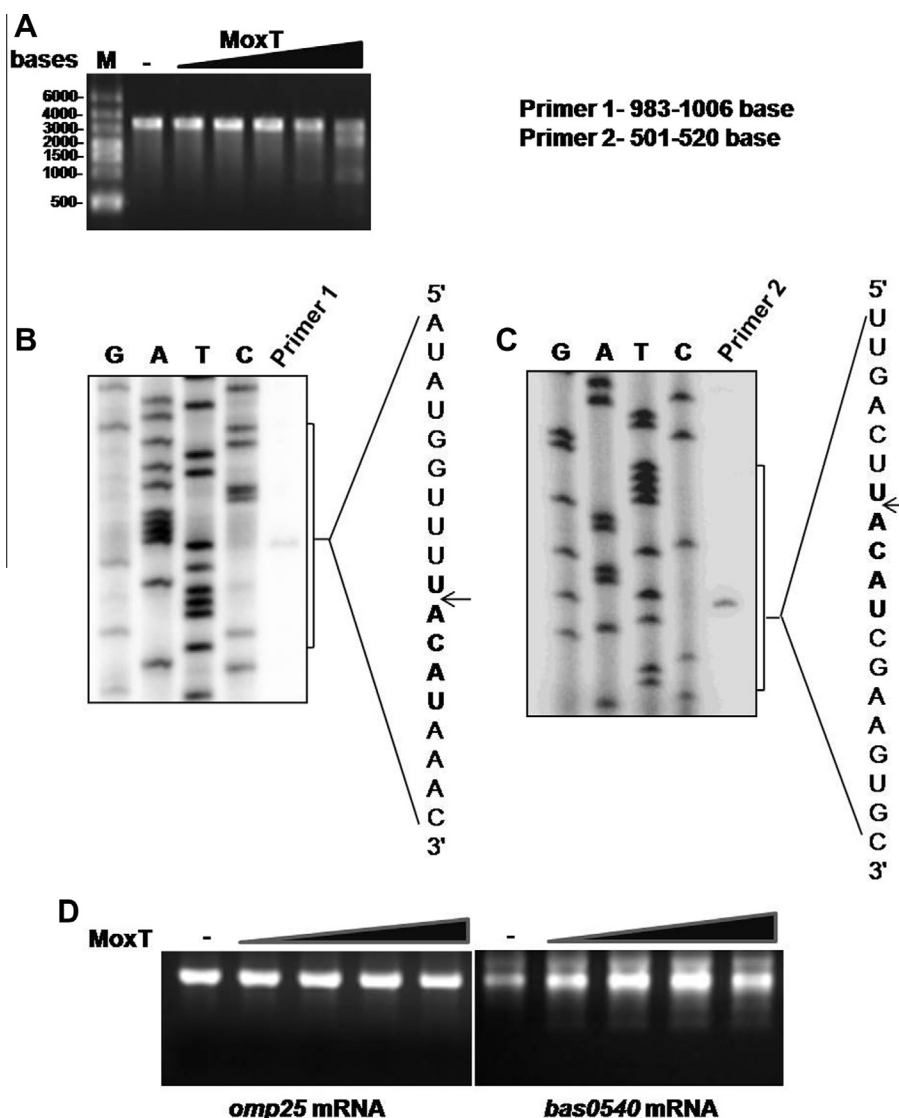 A
MoxT
bases M -
6000-
4000-
3000-
2000-
1500-
1000-
500-
Primer 1- 983-1006 base
Primer 2- 501-520 base
B
G A T C Primer 1
5'
A
U
A
U
G
G
U
U
U
U
A
C
A
U
A
A
A
C
3'
C
G A T C Primer 2
5'
U
U
G
A
C
U
U
A
C
A
U
C
G
A
A
G
U
G
C
3'
D
MoxT - -
omp25 mRNA bas0540 mRNA